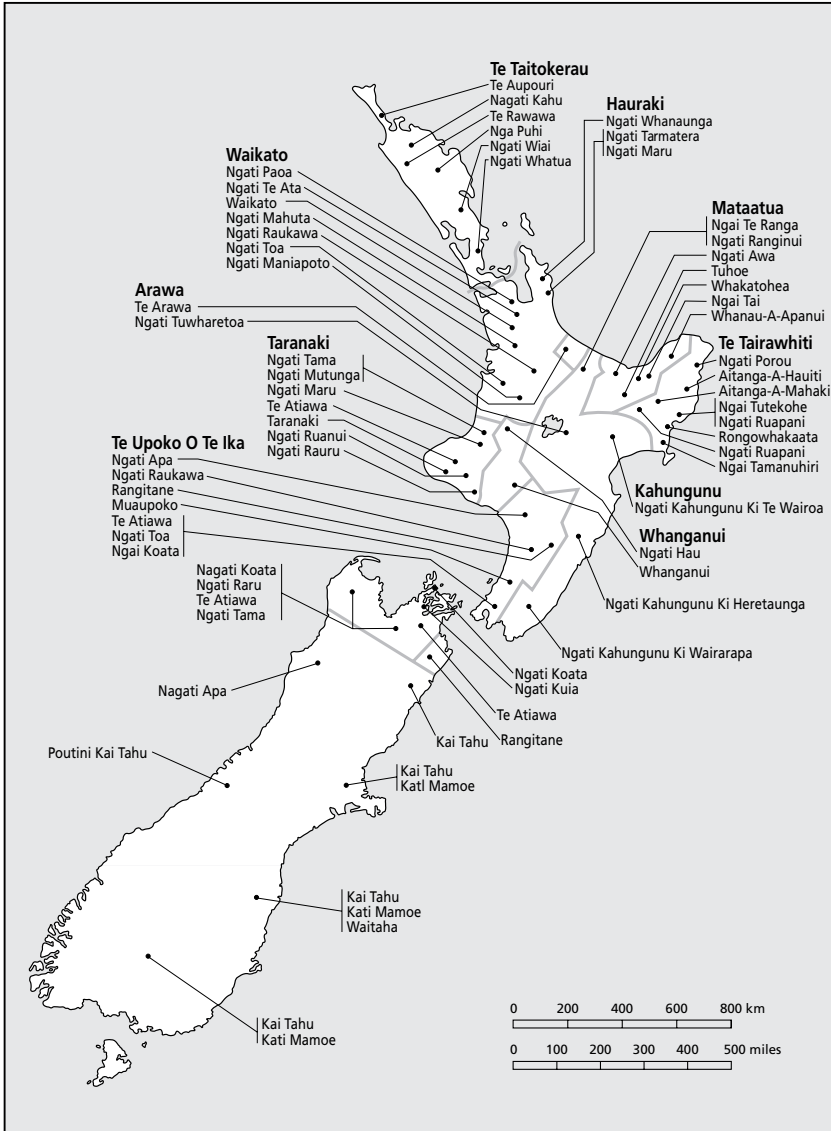 Te Taitokerau
Te Aupouri
Nagati Kahu
Te Rawawa
Nga Puhi
Ngati Wiai
Ngati Whatua
Hauraki
Ngati Whanaunga
Ngati Tarmatera
Ngati Maru
Waikato
Ngati Paoa
Ngati Te Ata
Waikato
Ngati Mahuta
Ngati Raukawa
Ngati Toa
Ngati Maniapoto
Mataatua
Ngai Te Ranga
Ngati Ranginui
Ngati Awa
Tuhoe
Whakatohea
Ngai Tai
Whanau-A-Apanui
Arawa
Te Arawa
Ngati Tuwharetoa
Te Tairawhiti
Ngati Porou
Aitanga-A-Hauiti
Aitanga-A-Mahaki
Ngai Tutekohe
Ngati Ruapani
Rongowhakaata
Ngati Ruapani
Ngai Tamanuhiri
Taranaki
Ngati Tama
Ngati Mutunga
Ngati Maru
Te Atiawa
Taranaki
Ngati Ruanui
Ngati Rauru
Te Upoko O Te Ika
Ngati Apa
Ngati Raukawa
Rangitane
Muaupoko
Te Atiawa
Ngati Toa
Ngai Koata
Kahungunu
Ngati Kahungunu Ki Te Wairoa
Whanganui
Ngati Hau
Whanganui
Ngati Kahungunu Ki Heretaunga
Ngati Kahungunu Ki Wairarapa
Nagati Koata
Ngati Raru
Te Atiawa
Ngati Tama
Ngati Koata
Ngati Kuia
Te Atiawa
Rangitane
Nagati Apa
Kai Tahu
Poutini Kai Tahu
Kai Tahu
Katl Mamoe
Kai Tahu
Kati Mamoe
Waitaha
Kai Tahu
Kati Mamoe
0 200 400 600 800 km
0 100 200 300 400 500 miles